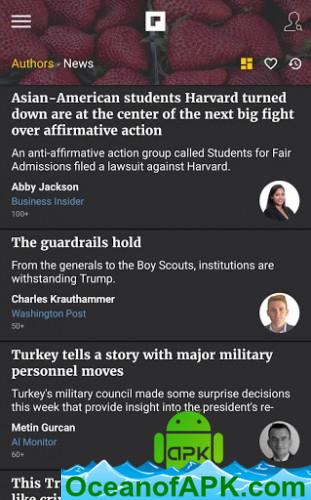 Authors - News
Asian-American students Harvard turned
down are at the center of the next big fight
over affirmative action
An anti-affirmative action group called Students for Fair
Admissions filed a lawsuit against Harvard.
Abby Jackson
Business Insider
100+
The guardrails hold
From the generals to the Boy Scouts, institutions are
withstanding Trump.
Charles Krauthammer
Washington Post
50+
Turkey tells a story with major military
personnel moves
Turkey's military council made some surprise decisions
this week that provide insight into the president's re-
Metin Gurcan
Al Monitor
60+
APK
This Tr
like crim
OceanofAPK.com